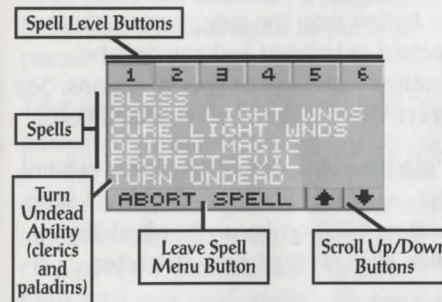 Spell Level Buttons
1 2 3 4 5 6
Spells
BLESS
CAUSE LIGHT WNDS
CURE LIGHT WNDS
DETECT MAGIC
PROTECT-EVIL
TURN UNDEAD
ABORT SPELL
Turn
Undead
Ability
(clerics
and
paladins)
Leave Spell
Menu Button
Scroll Up/Down
Buttons